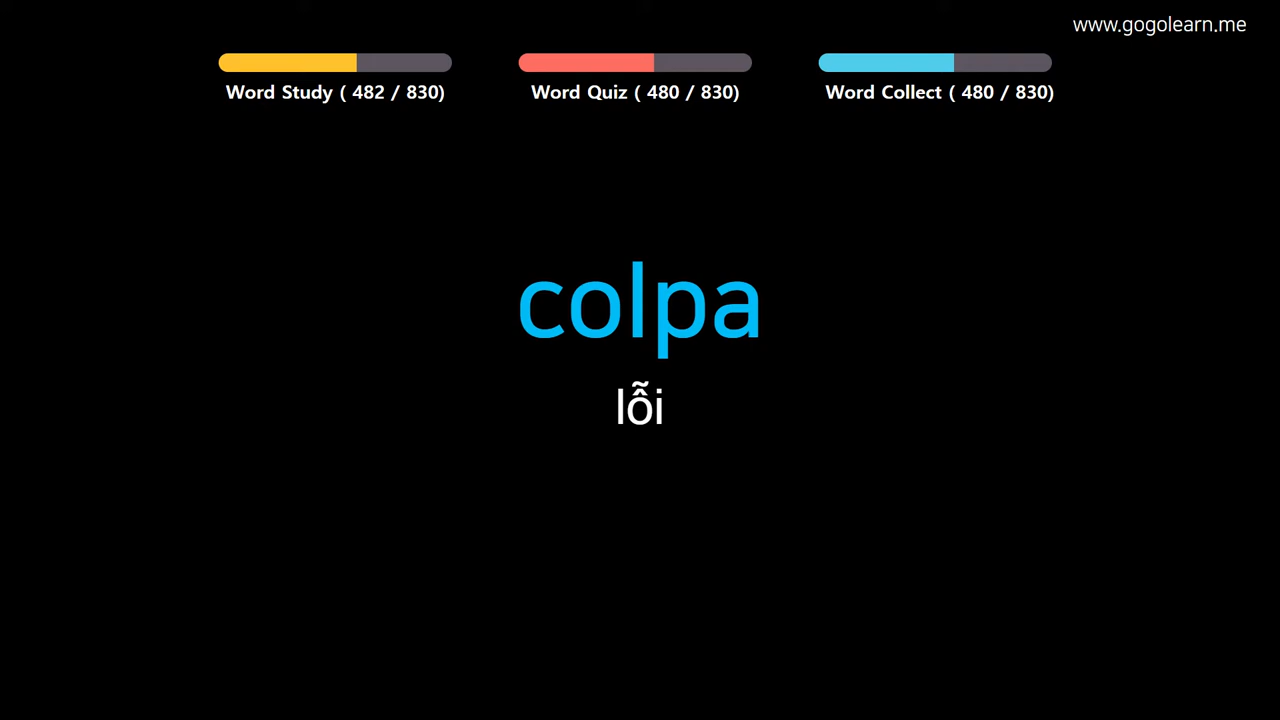 www.gogolearn.me
Word Study ( 482 / 830)
Word Quiz ( 480 / 830)
Word Collect ( 480 / 830)
colpa
lỗi